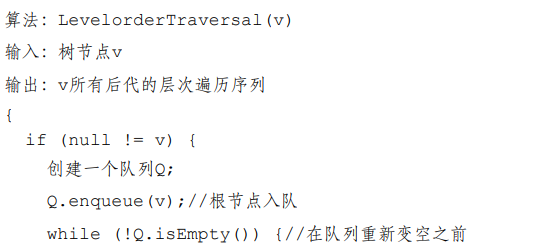 算法: LevelorderTraversal(v)
输入: 树节点v
输出: v所有后代的层次遍历序列
{
if (null != v) {
创建一个队列Q;
Q.enqueue(v);//根节点入队
while (!Q.isEmpty()) {//在队列重新变空之前